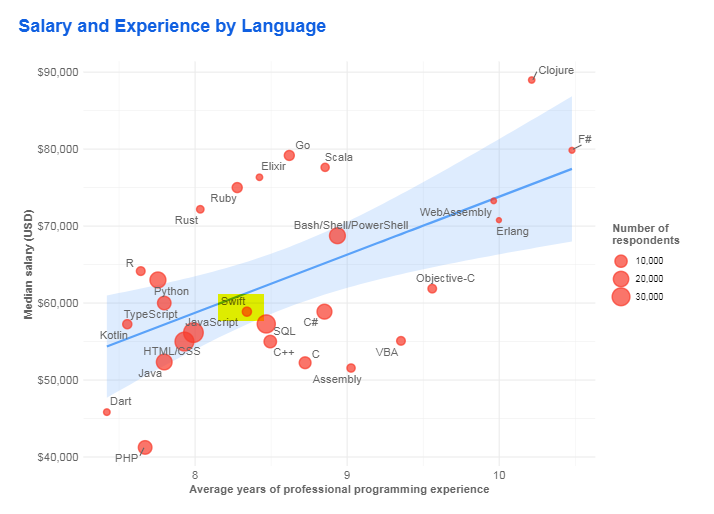 Salary and Experience by Language
Median salary (USD)
$90,000
$80,000
$70,000
$60,000
$50,000
$40,000
Clojure
F#
Go
Scala
Elixir
Ruby
Rust
WebAssembly
Bash/Shell/PowerShell
Erlang
R
Objective-C
Python
Swift
TypeScript
JavaScript
C#
Kotlin
SQL
HTML/CSS
C++
C
VBA
Java
Assembly
Dart
PHP
8
9
10
Average years of professional programming experience
Number of
respondents
10,000
20,000
30,000